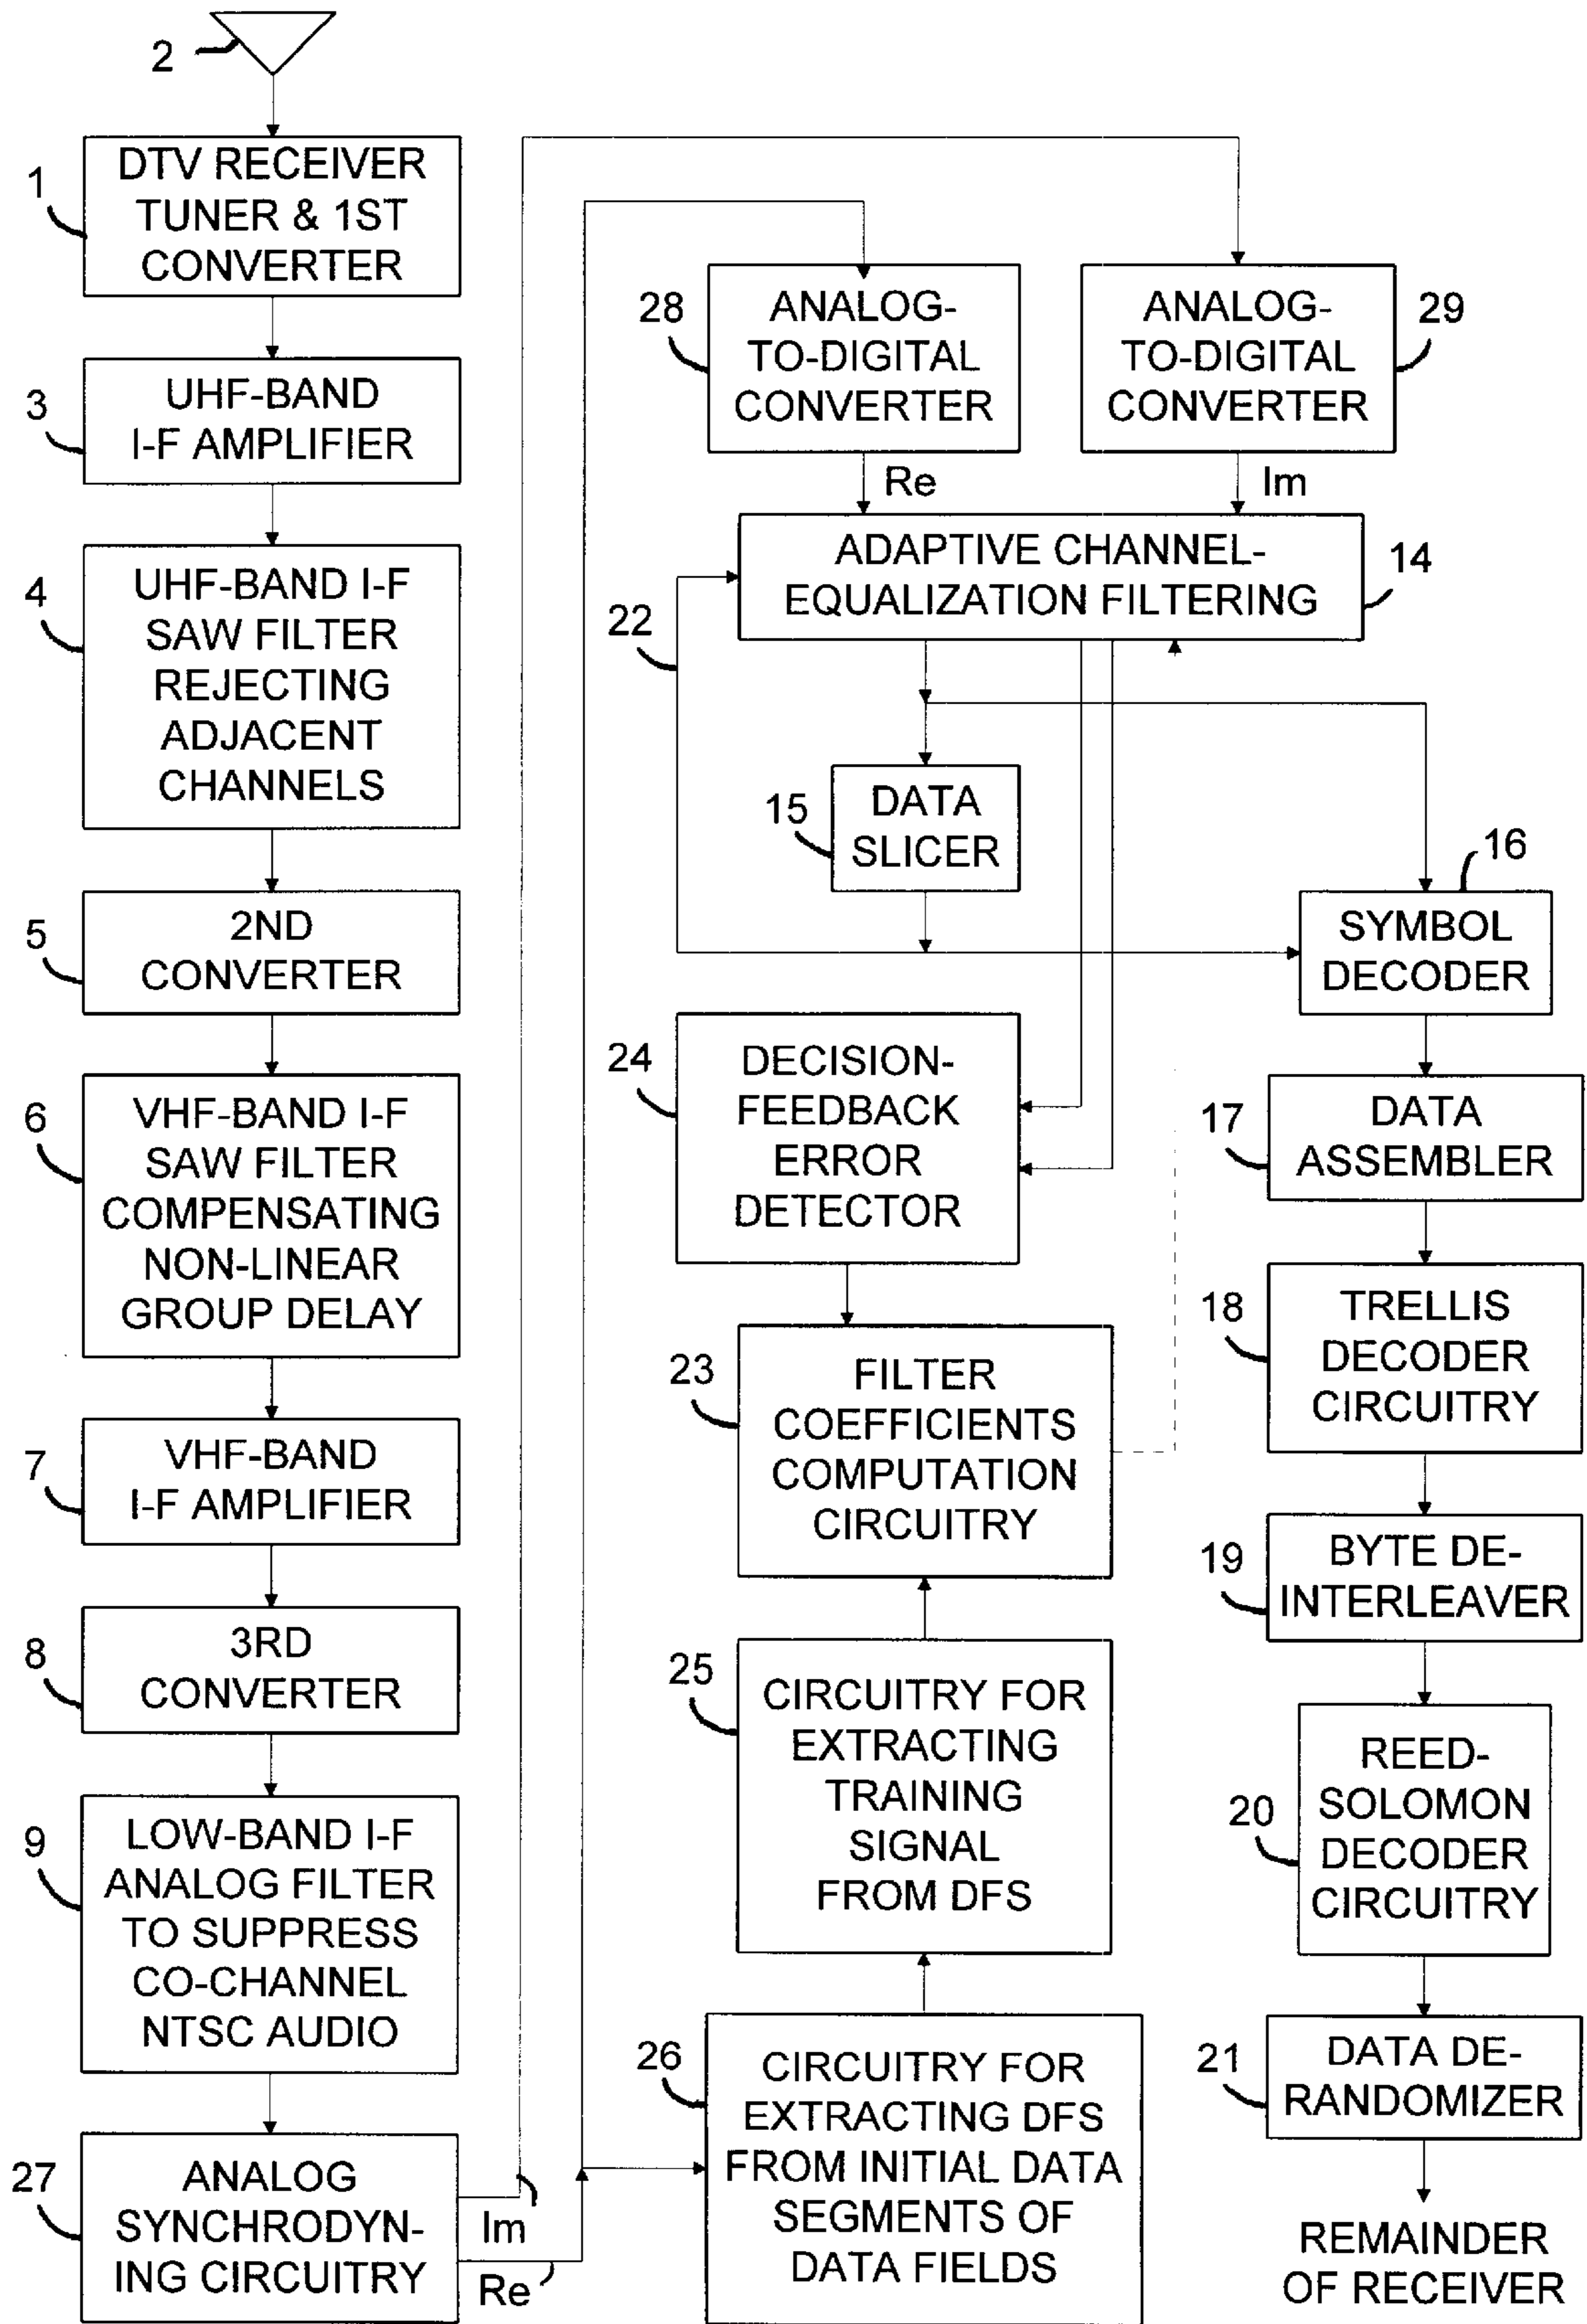 2
1
DTV RECEIVER
TUNER & 1ST
CONVERTER
3
UHF-BAND
I-F AMPLIFIER
4
UHF-BAND I-F
SAW FILTER
REJECTING
ADJACENT
CHANNELS
5
2ND
CONVERTER
6
VHF-BAND I-F
SAW FILTER
COMPENSATING
NON-LINEAR
GROUP DELAY
7
VHF-BAND
I-F AMPLIFIER
8
3RD
CONVERTER
9
LOW-BAND I-F
ANALOG FILTER
TO SUPPRESS
CO-CHANNEL
NTSC AUDIO
27
ANALOG
SYNCHRODYN-
ING CIRCUITRY
Im
Re
28
ANALOG-
TO-DIGITAL
CONVERTER
Re
29
ANALOG-
TO-DIGITAL
CONVERTER
Im
14
ADAPTIVE CHANNEL-
EQUALIZATION FILTERING
22
15
DATA
SLICER
24
DECISION-
FEEDBACK
ERROR
DETECTOR
23
FILTER
COEFFICIENTS
COMPUTATION
CIRCUITRY
25
CIRCUITRY FOR
EXTRACTING
TRAINING
SIGNAL
FROM DFS
26
CIRCUITRY FOR
EXTRACTING DFS
FROM INITIAL DATA
SEGMENTS OF
DATA FIELDS
16
SYMBOL
DECODER
17
DATA
ASSEMBLER
18
TRELLIS
DECODER
CIRCUITRY
19
BYTE DE-
INTERLEAVER
20
REED-
SOLOMON
DECODER
CIRCUITRY
21
DATA DE-
RANDOMIZER
REMAINDER
OF RECEIVER